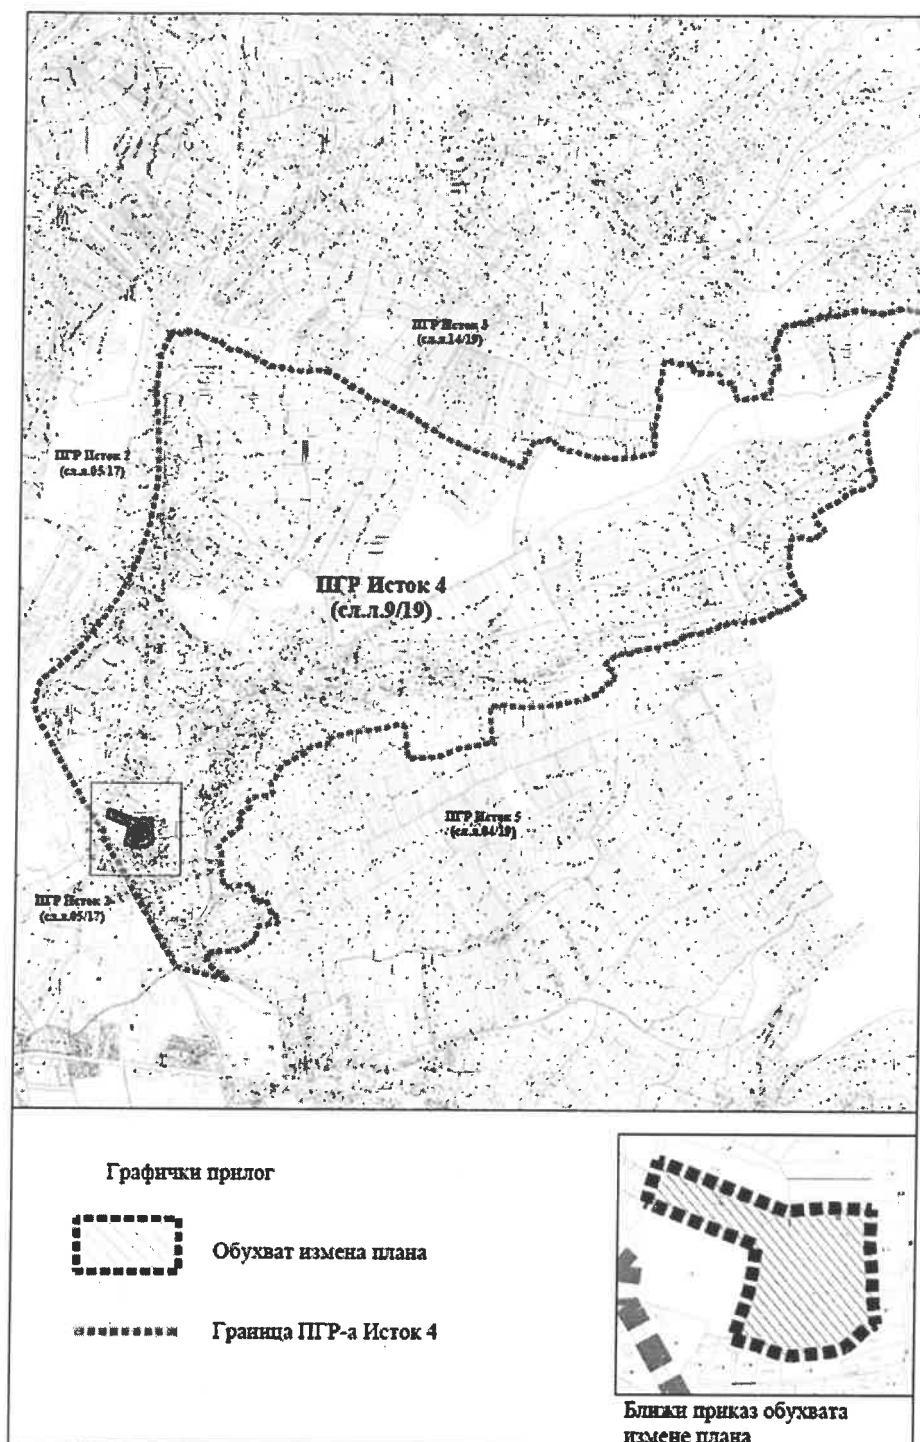 ПГР Исток 3
(сл.л.14/19)
ПГР Исток 2
(сл.л.05/17)
ПГР Исток 4
(сл.л.9/19)
ПГР Исток 5
(сл.л.04/19)
ПГР Исток 2
(сл.л.05/17)
Графички прилог
Обухват измена плана
Граница ПГР-а Исток 4
Ближи приказ обухвата
измене плана